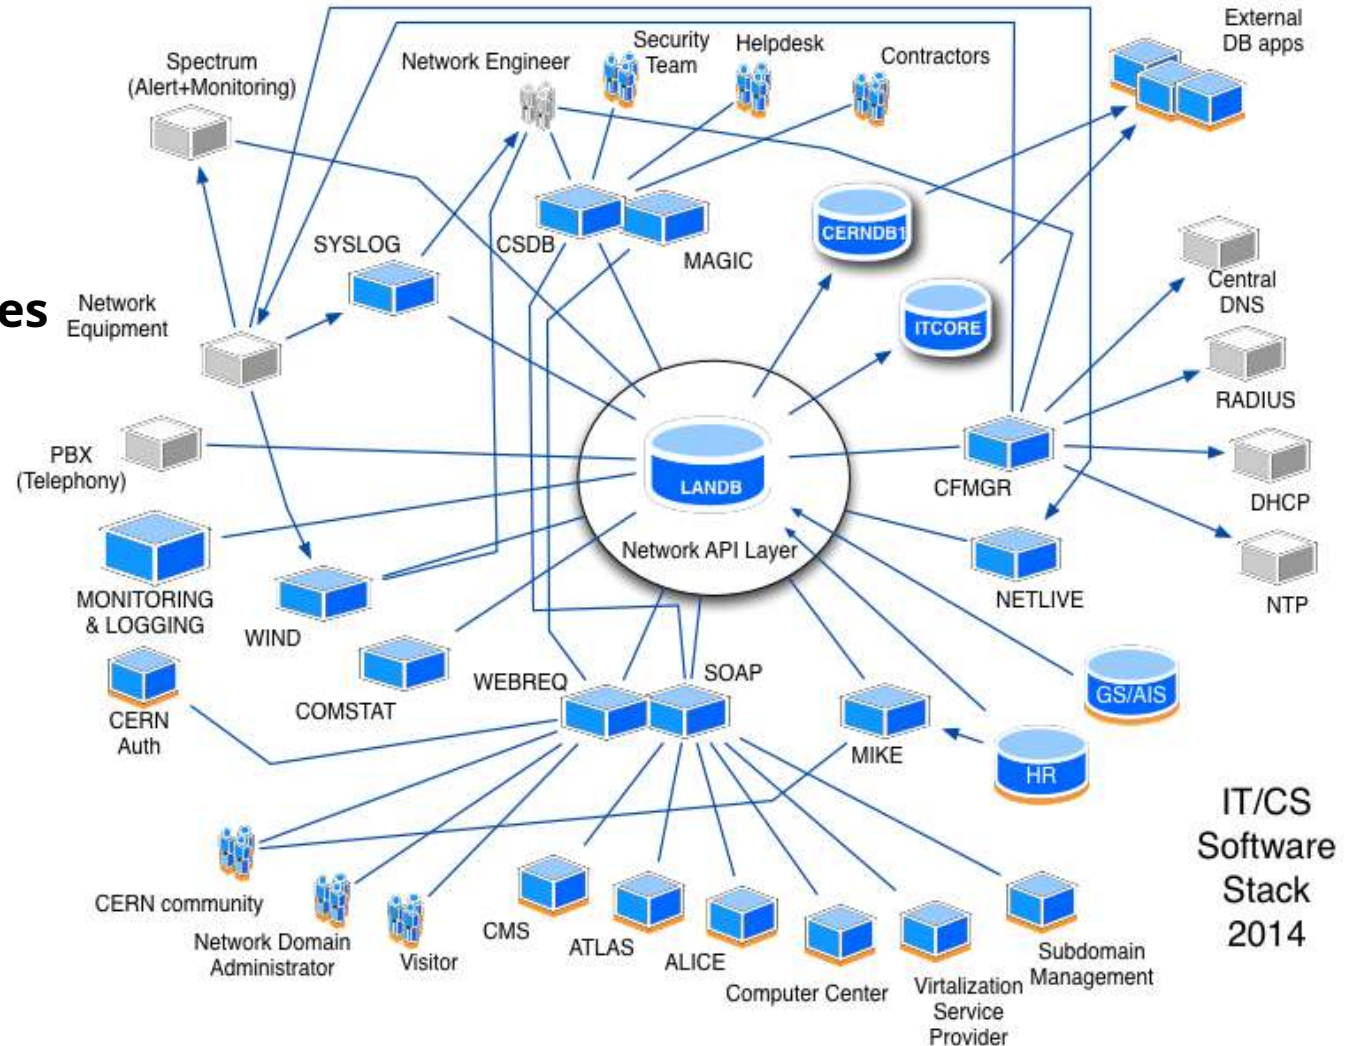 External
DB apps
Security
Team
Helpdesk
Contractors
Network Engineer
Spectrum
(Alert+Monitoring)
CERNDB1
SYSLOG
CSDB
MAGIC
Central
DNS
es
Network
Equipment
ITCORE
RADIUS
PBX
(Telephony)
LANDB
CFMGR
DHCP
Network API Layer
MONITORING
& LOGGING
WIND
NETLIVE
NTP
CERN
Auth
COMSTAT
WEBREQ
SOAP
MIKE
GS/AIS
HR
IT/CS
Software
Stack
2014
CERN community
Network Domain
Administrator
Visitor
CMS
ATLAS
ALICE
Computer Center
Virtalization
Service
Provider
Subdomain
Management